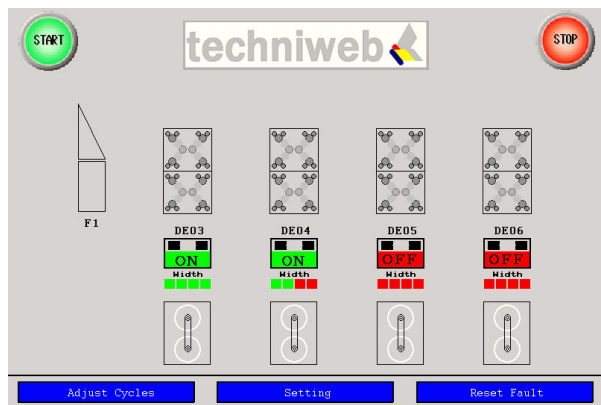 START
techniweb
STOP
F1
DE03 DE04 DE05 DE06
ON ON OFF OFF
Width Width Width Width
Adjust Cycles Setting Reset Fault